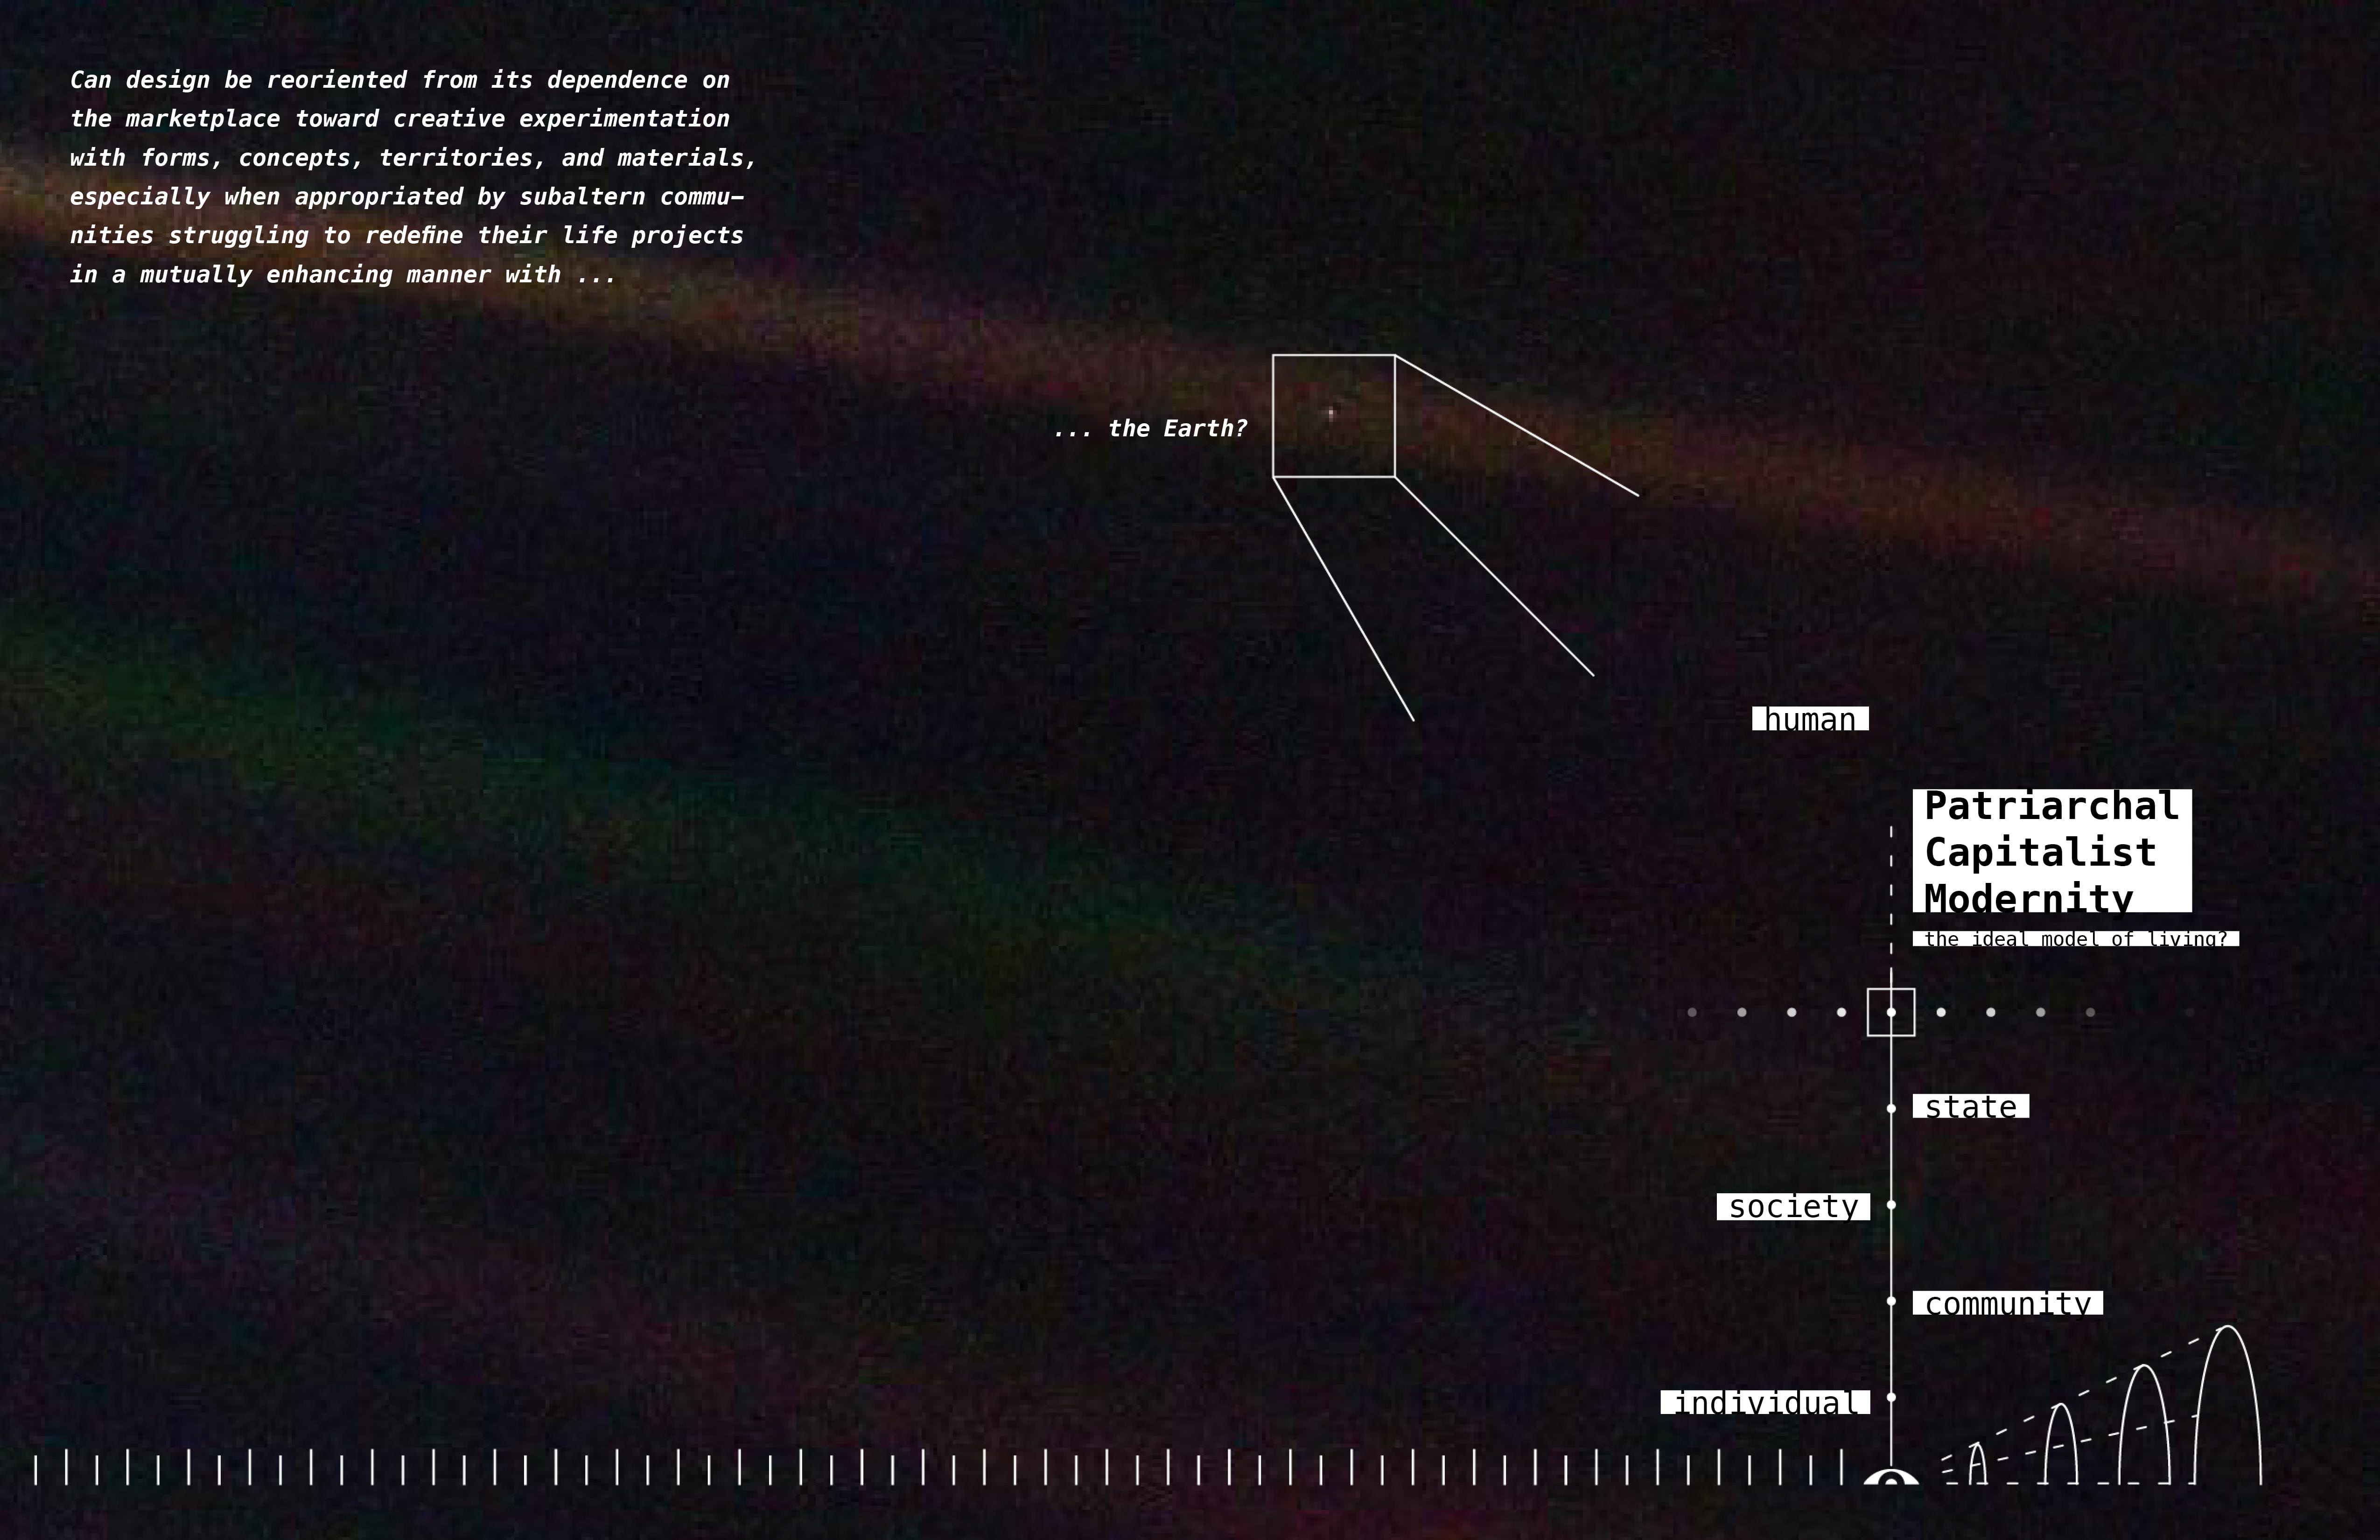 Can design be reoriented from its dependence on
the marketplace toward creative experimentation
with forms, concepts, territories, and materials,
especially when appropriated by subaltern commu-
nities struggling to redefine their life projects
in a mutually enhancing manner with ...
... the Earth?
human
Patriarchal
Capitalist
Modernity
the ideal model of living?
state
society
community
individual